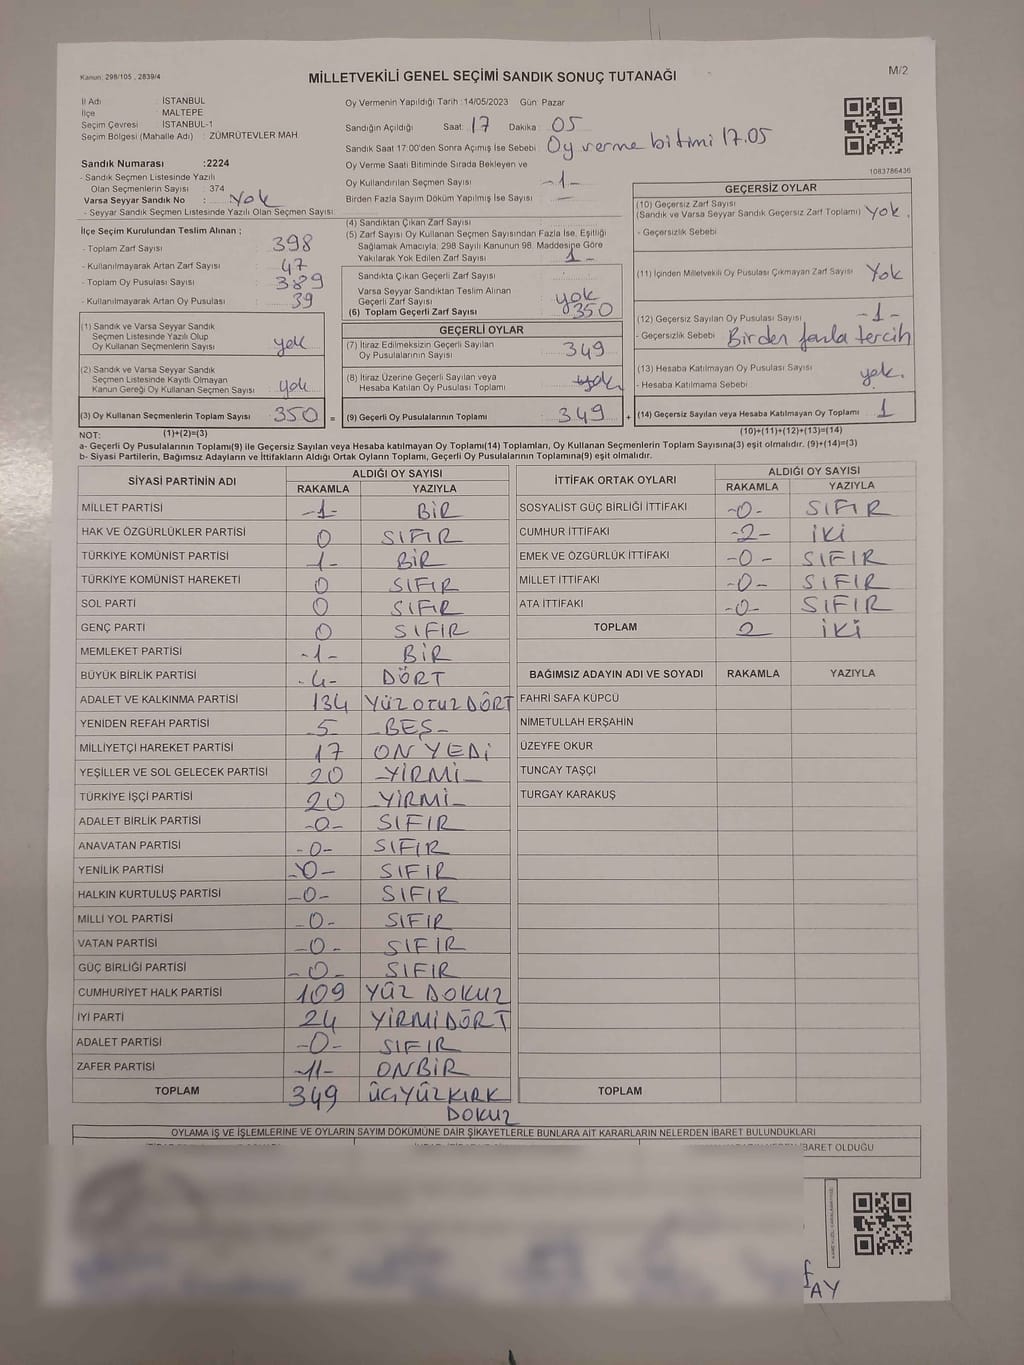 Kanun: 298/105 , 2839/4
MİLLETVEKİLİ GENEL SEÇİMİ SANDIK SONUÇ TUTANAĞI
M/2
İl Adı : İSTANBUL
İlçe : MALTEPE
Seçim Çevresi : İSTANBUL-1
Seçim Bölgesi (Mahalle Adı) : ZÜMRÜTEVLER MAH.
Sandık Numarası :2224
- Sandık Seçmen Listesinde Yazılı
Olan Seçmenlerin Sayısı : 374
Varsa Seyyar Sandık No : Yok
- Seyyar Sandık Seçmen Listesinde Yazılı Olan Seçmen Sayısı:
İlçe Seçim Kurulundan Teslim Alınan ;
- Toplam Zarf Sayısı : 398
- Kullanılmayarak Artan Zarf Sayısı : 47
- Toplam Oy Pusulası Sayısı : 389
- Kullanılmayarak Artan Oy Pusulası : 39
(1) Sandık ve Varsa Seyyar Sandık
Seçmen Listesinde Yazılı Olup
Oy Kullanan Seçmenlerin Sayısı : yok
(2) Sandık ve Varsa Seyyar Sandık
Seçmen Listesinde Kayıtlı Olmayan
Kanun Gereği Oy Kullanan Seçmen Sayısı : yok
(3) Oy Kullanan Seçmenlerin Toplam Sayısı : 350
(1)+(2)=(3)
Oy Vermenin Yapıldığı Tarih :14/05/2023 Gün: Pazar
Sandığın Açıldığı Saat: 17 Dakika : 05
Sandık Saat 17:00'den Sonra Açımış İse Sebebi : Oy verme bitimi 17.05
Oy Verme Saati Bitiminde Sırada Bekleyen ve
Oy Kullandırılan Seçmen Sayısı : -1-
Birden Fazla Sayım Döküm Yapılmış İse Sayısı : —
(4) Sandıktan Çıkan Zarf Sayısı :
(5) Zarf Sayısı Oy Kullanan Seçmen Sayısından Fazla İse, Eşitliği
Sağlamak Amacıyla, 298 Sayılı Kanunun 98. Maddesine Göre
Yakılarak Yok Edilen Zarf Sayısı : 1 -
Sandıkta Çıkan Geçerli Zarf Sayısı :
Varsa Seyyar Sandıktan Teslim Alınan
Geçerli Zarf Sayısı : yok
(6) Toplam Geçerli Zarf Sayısı : 350
GEÇERLİ OYLAR
(7) İtiraz Edilmeksizin Geçerli Sayılan
Oy Pusulalarının Sayısı : 349
(8) İtiraz Üzerine Geçerli Sayılan veya
Hesaba Katılan Oy Pusulaları Toplamı : yok
= (9) Geçerli Oy Pusulalarının Toplamı : 349
1083786436
GEÇERSİZ OYLAR
(10) Geçersiz Zarf Sayısı :
(Sandık ve Varsa Seyyar Sandık Geçersiz Zarf Toplamı) yok.
- Geçersizlik Sebebi
(11) İçinden Milletvekili Oy Pusulası Çıkmayan Zarf Sayısı : Yok
(12) Geçersiz Sayılan Oy Pusulası Sayısı : -1-
- Geçersizlik Sebebi : Birden fazla tercih
(13) Hesaba Katılmayan Oy Pusulası Sayısı : yok.
- Hesaba Katılmama Sebebi :
+ (14) Geçersiz Sayılan veya Hesaba Katılmayan Oy Toplamı : 1
(10)+(11)+(12)+(13)=(14)
NOT:
a- Geçerli Oy Pusulalarının Toplamı(9) ile Geçersiz Sayılan veya Hesaba katılmayan Oy Toplamı(14) Toplamları, Oy Kullanan Seçmenlerin Toplam Sayısına(3) eşit olmalıdır. (9)+(14)=(3)
b- Siyasi Partilerin, Bağımsız Adayların ve İttifakların Aldığı Ortak Oyların Toplamı, Geçerli Oy Pusulalarının Toplamına(9) eşit olmalıdır.
SİYASİ PARTİNİN ADI ALDIĞI OY SAYISI
RAKAMLA YAZIYLA
MİLLET PARTİSİ -1- BİR
HAK VE ÖZGÜRLÜKLER PARTİSİ 0 SIFIR
TÜRKİYE KOMÜNİST PARTİSİ 1- BİR
TÜRKİYE KOMÜNİST HAREKETİ 0 SIFIR
SOL PARTİ 0 SIFIR
GENÇ PARTİ 0 SIFIR
MEMLEKET PARTİSİ -1- BİR
BÜYÜK BİRLİK PARTİSİ -4- DÖRT
ADALET VE KALKINMA PARTİSİ 134 YÜZ OTUZ DÖRT
YENİDEN REFAH PARTİSİ 5 -BEŞ-
MİLLİYETÇİ HAREKET PARTİSİ 17 ON YEDİ
YEŞİLLER VE SOL GELECEK PARTİSİ 20 -YİRMİ-
TÜRKİYE İŞÇİ PARTİSİ 20 -YİRMİ-
ADALET BİRLİK PARTİSİ -0- SIFIR
ANAVATAN PARTİSİ -0- SIFIR
YENİLİK PARTİSİ -0- SIFIR
HALKIN KURTULUŞ PARTİSİ -0- SIFIR
MİLLİ YOL PARTİSİ -0- SIFIR
VATAN PARTİSİ -0- SIFIR
GÜÇ BİRLİĞİ PARTİSİ -0- SIFIR
CUMHURİYET HALK PARTİSİ 109 YÜZ DOKUZ
İYİ PARTİ 24 YİRMİDÖRT
ADALET PARTİSİ -0- SIFIR
ZAFER PARTİSİ -11- ONBİR
TOPLAM 349 ÜÇYÜZKIRK
DOKUZ
İTTİFAK ORTAK OYLARI ALDIĞI OY SAYISI
RAKAMLA YAZIYLA
SOSYALİST GÜÇ BİRLİĞİ İTTİFAKI -0- SIFIR
CUMHUR İTTİFAKI -2- İKİ
EMEK VE ÖZGÜRLÜK İTTİFAKI -0- SIFIR
MİLLET İTTİFAKI -0- SIFIR
ATA İTTİFAKI -0- SIFIR
TOPLAM 2 İKİ
BAĞIMSIZ ADAYIN ADI VE SOYADI RAKAMLA YAZIYLA
FAHRİ SAFA KÜPCÜ
NİMETULLAH ERŞAHİN
ÜZEYFE OKUR
TUNCAY TAŞÇI
TURGAY KARAKUŞ
TOPLAM
OYLAMA İŞ VE İŞLEMLERİNE VE OYLARIN SAYIM DÖKÜMÜNE DAİR ŞİKAYETLERLE BUNLARA AİT KARARLARIN NELERDEN İBARET BULUNDUKLARI
İBARET OLDUĞU
AY